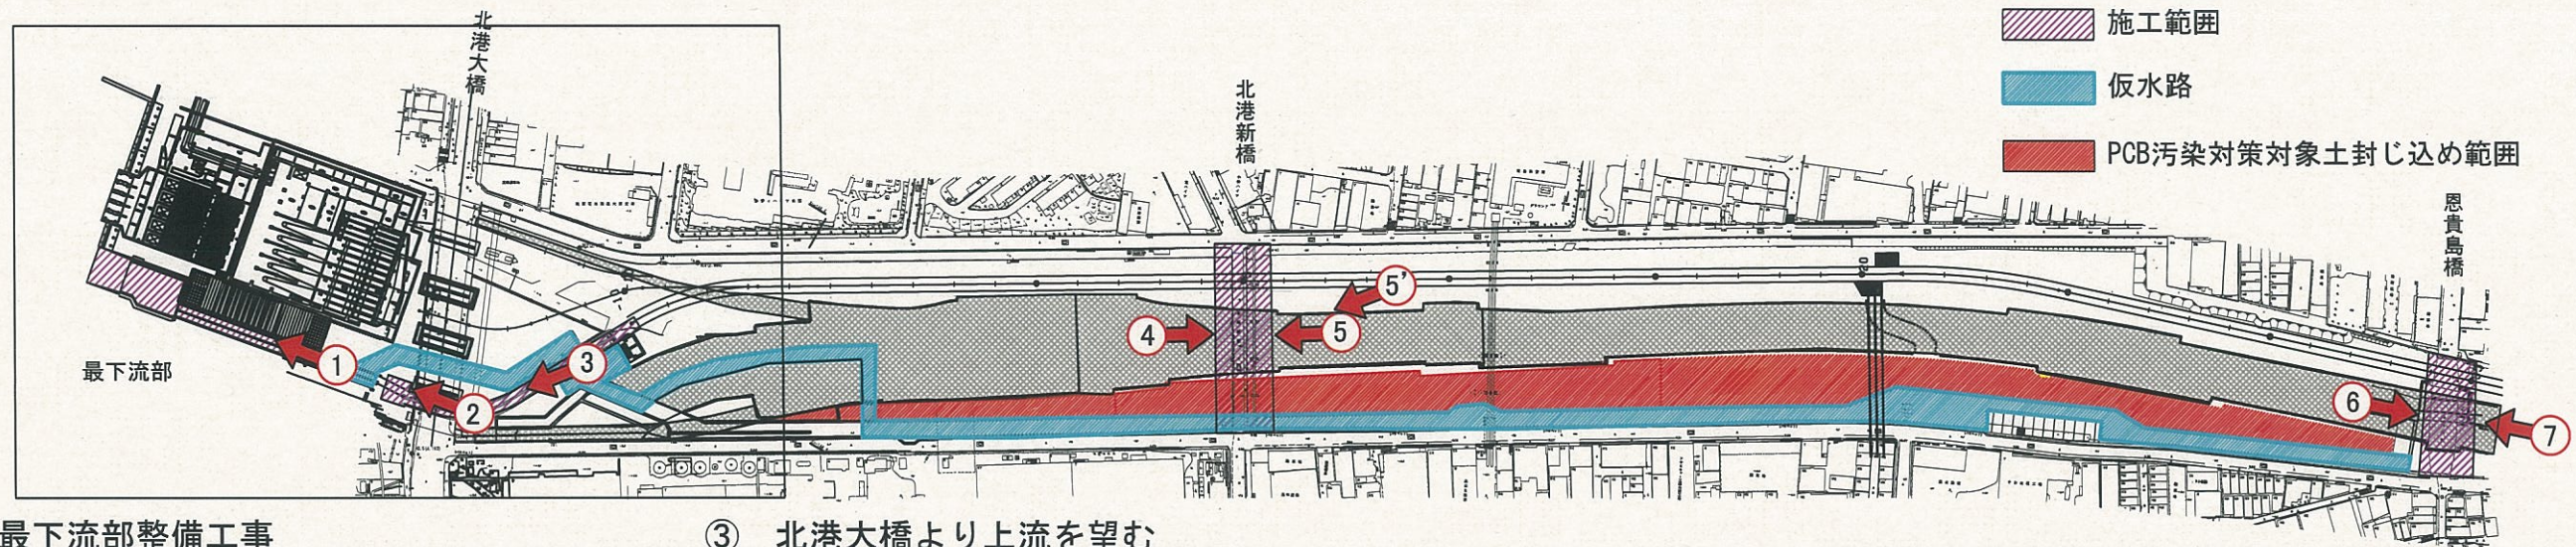 施工範囲
仮水路
PCB汚染対策対象土封じ込め範囲
北港大橋
北港新橋
恩貴島橋
最下流部
1
2
3
4
5
5'
6
7
最下流部整備工事
③ 北港大橋より上流を望む